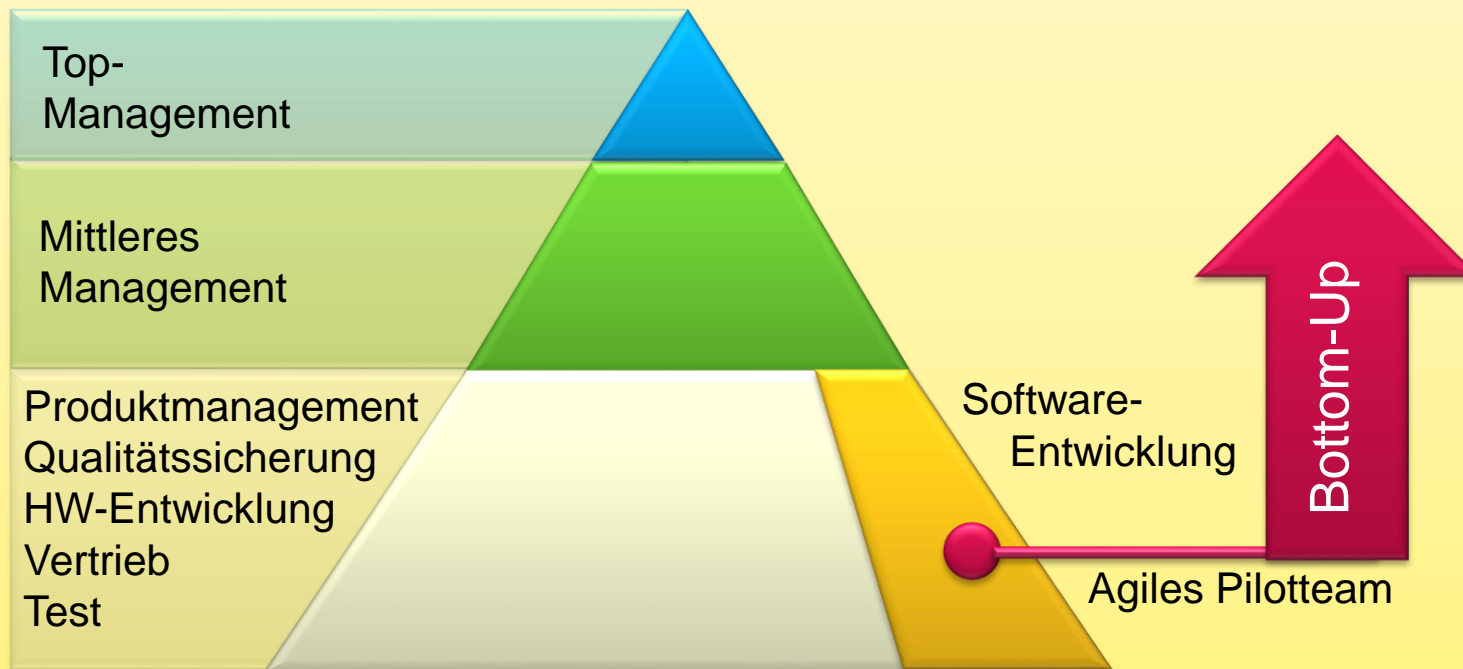 Top-
Management
Mittleres
Management
Produktmanagement
Qualitätssicherung
HW-Entwicklung
Vertrieb
Test
Software-
Entwicklung
Agiles Pilotteam
Bottom-Up